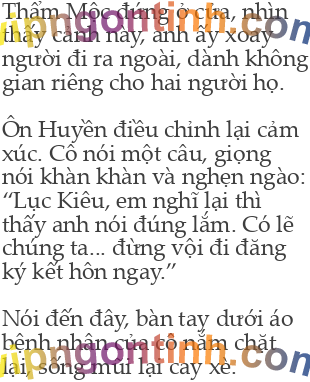 Thẩm Mộc đứng ở cửa, nhìn
thấy cảnh này, anh ấy xoay
người đi ra ngoài, dành không
gian riêng cho hai người họ.
Ôn Huyền điều chỉnh lại cảm
xúc. Cô nói một câu, giọng
nói khàn khàn và nghẹn ngào:
“Lục Kiêu, em nghĩ lại thì
thấy anh nói đúng lắm. Có lẽ
chúng ta... đừng vội đi đăng
ký kết hôn ngay.”
Nói đến đây, bàn tay dưới áo
bệnh nhân của cô nắm chặt
lại, sống mũi lại cay xè.
vipngontinh.com
vipngontinh.com